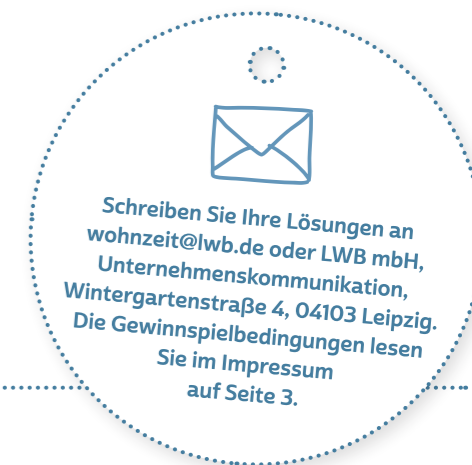 Schreiben Sie Ihre Lösungen an
wohnzeit@lwb.de oder LWB mbH,
Unternehmenskommunikation,
Wintergartenstraße 4, 04103 Leipzig.
Die Gewinnspielbedingungen lesen
Sie im Impressum
auf Seite 3.